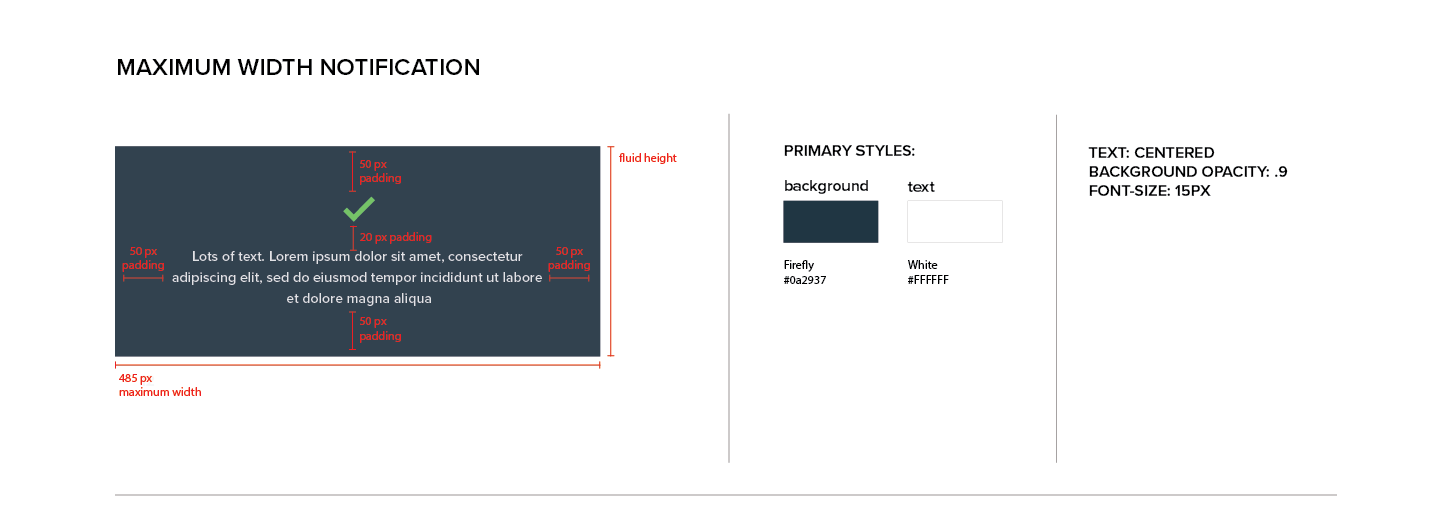 MAXIMUM WIDTH NOTIFICATION
50 px
padding
fluid height
20 px padding
50 px
padding
Lots of text. Lorem ipsum dolor sit amet, consectetur
adipiscing elit, sed do eiusmod tempor incididunt ut labore
et dolore magna aliqua
50 px
padding
50 px
padding
485 px
maximum width
PRIMARY STYLES:
background
text
Firefly
#0a2937
White
#FFFFFF
TEXT: CENTERED
BACKGROUND OPACITY: .9
FONT-SIZE: 15PX